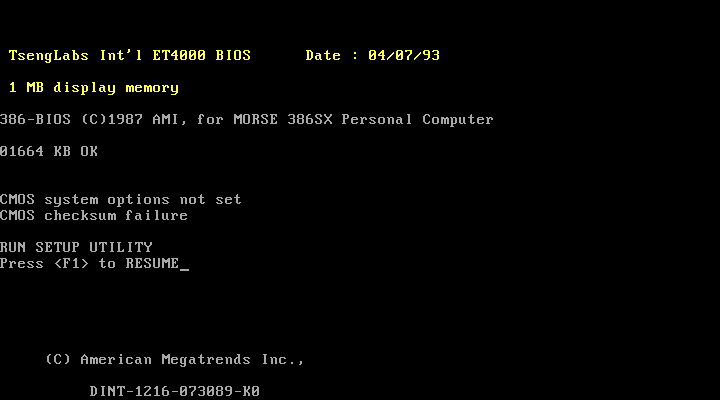 TsengLabs Int'l ET4000 BIOS      Date : 04/07/93
1 MB display memory
386-BIOS (C)1987 AMI, for MORSE 386SX Personal Computer
01664 KB OK
CMOS system options not set
CMOS checksum failure
RUN SETUP UTILITY
Press <F1> to RESUME_
(C) American Megatrends Inc.,
DINT-1216-073089-K0